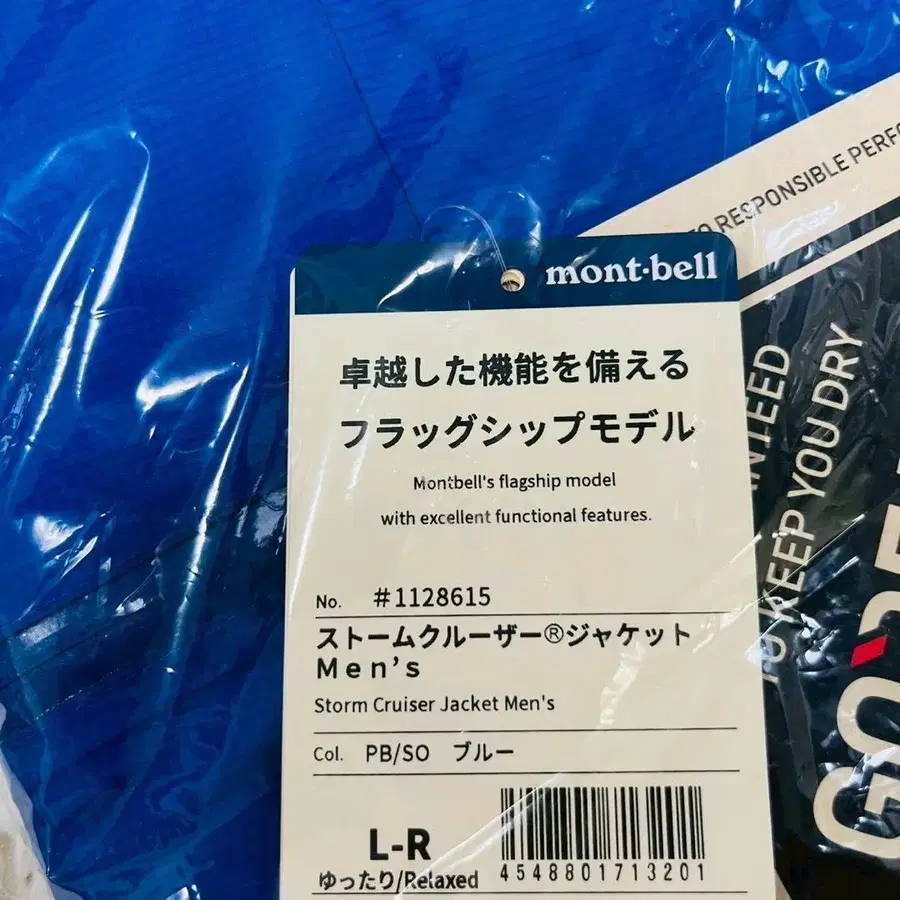 mont·bell
卓越した機能を備える
フラッグシップモデル
Montbell's flagship model
with excellent functional features.
No. #1128615
ストームクルーザー®ジャケット
Men's
Storm Cruiser Jacket Men's
Col. PB/SO ブルー
L-R
ゆったり/Relaxed
4548801713201
TO RESPONSIBLE
TO KEEP YOU DRY